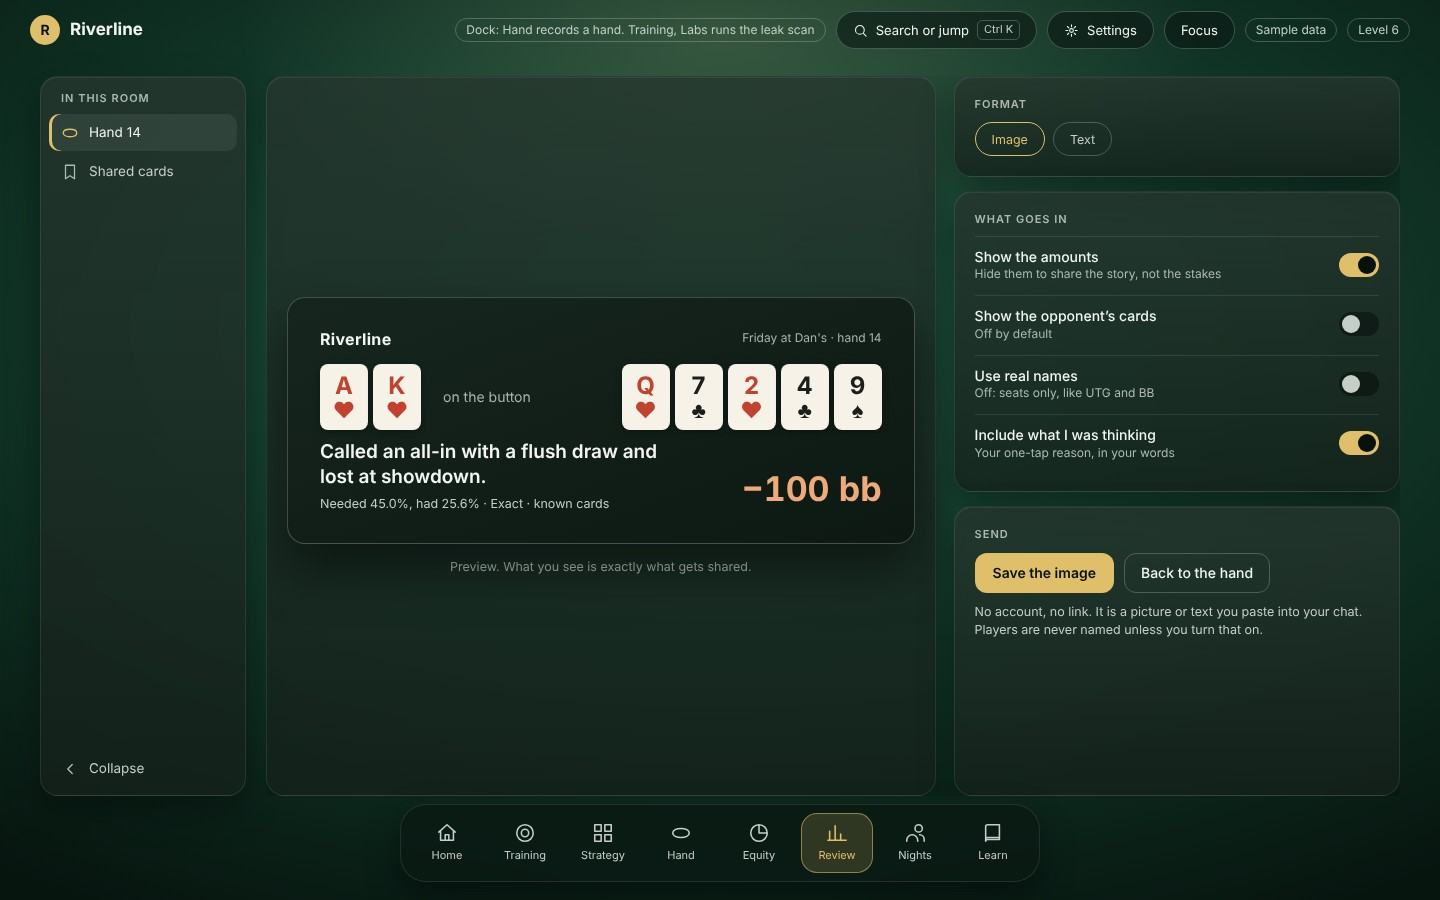 R Riverline
Dock: Hand records a hand. Training, Labs runs the leak scan
Search or jump Ctrl K
Settings
Focus
Sample data
Level 6
IN THIS ROOM
Hand 14
Shared cards
Collapse
Riverline
Friday at Dan's · hand 14
A K
on the button
Q 7 2 4 9
Called an all-in with a flush draw and
lost at showdown.
−100 bb
Needed 45.0%, had 25.6% · Exact · known cards
Preview. What you see is exactly what gets shared.
FORMAT
Image
Text
WHAT GOES IN
Show the amounts
Hide them to share the story, not the stakes
Show the opponent’s cards
Off by default
Use real names
Off: seats only, like UTG and BB
Include what I was thinking
Your one-tap reason, in your words
SEND
Save the image
Back to the hand
No account, no link. It is a picture or text you paste into your chat.
Players are never named unless you turn that on.
Home
Training
Strategy
Hand
Equity
Review
Nights
Learn